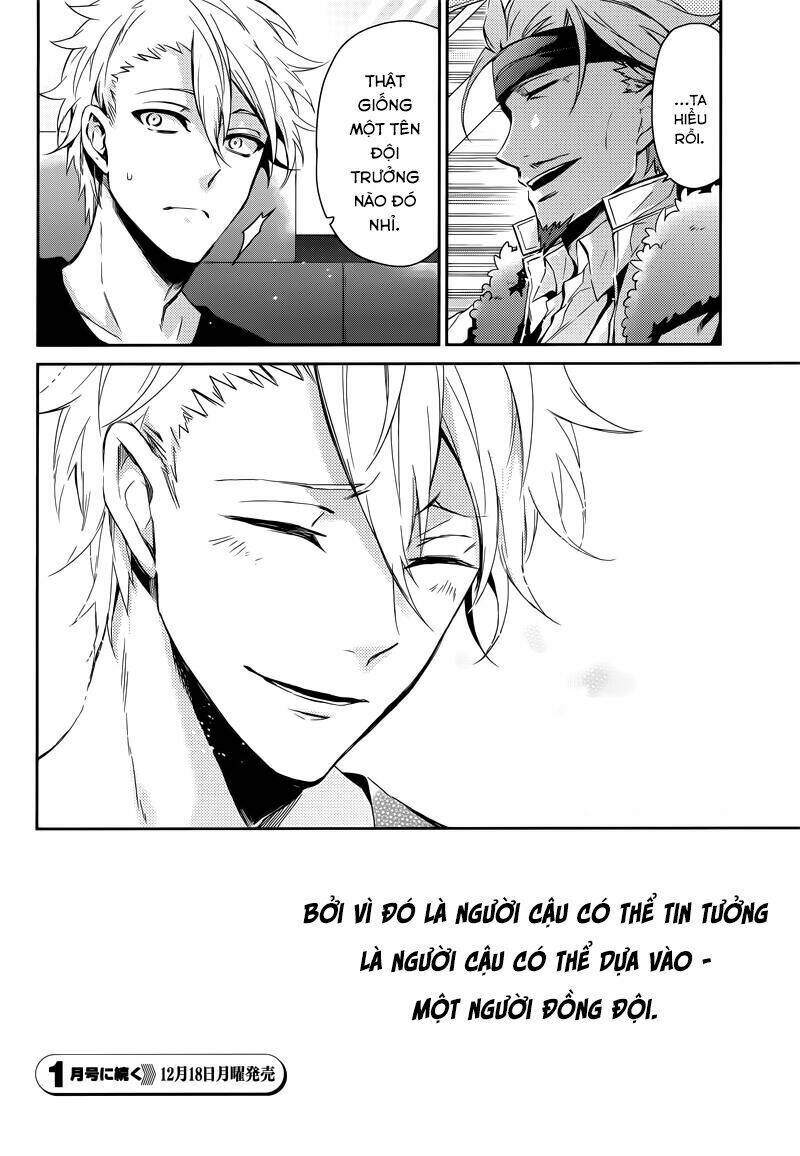 ...TA
HIỂU
RỒI.
THẬT
GIỐNG
MỘT TÊN
ĐỘI
TRƯỞNG
NÀO ĐÓ
NHỈ.
BỞI VÌ ĐÓ LÀ NGƯỜI CẬU CÓ THỂ TIN TƯỞNG
LÀ NGƯỜI CẬU CÓ THỂ DỰA VÀO -
MỘT NGƯỜI ĐỒNG ĐỘI.
1月号に続く 12月18日月曜発売